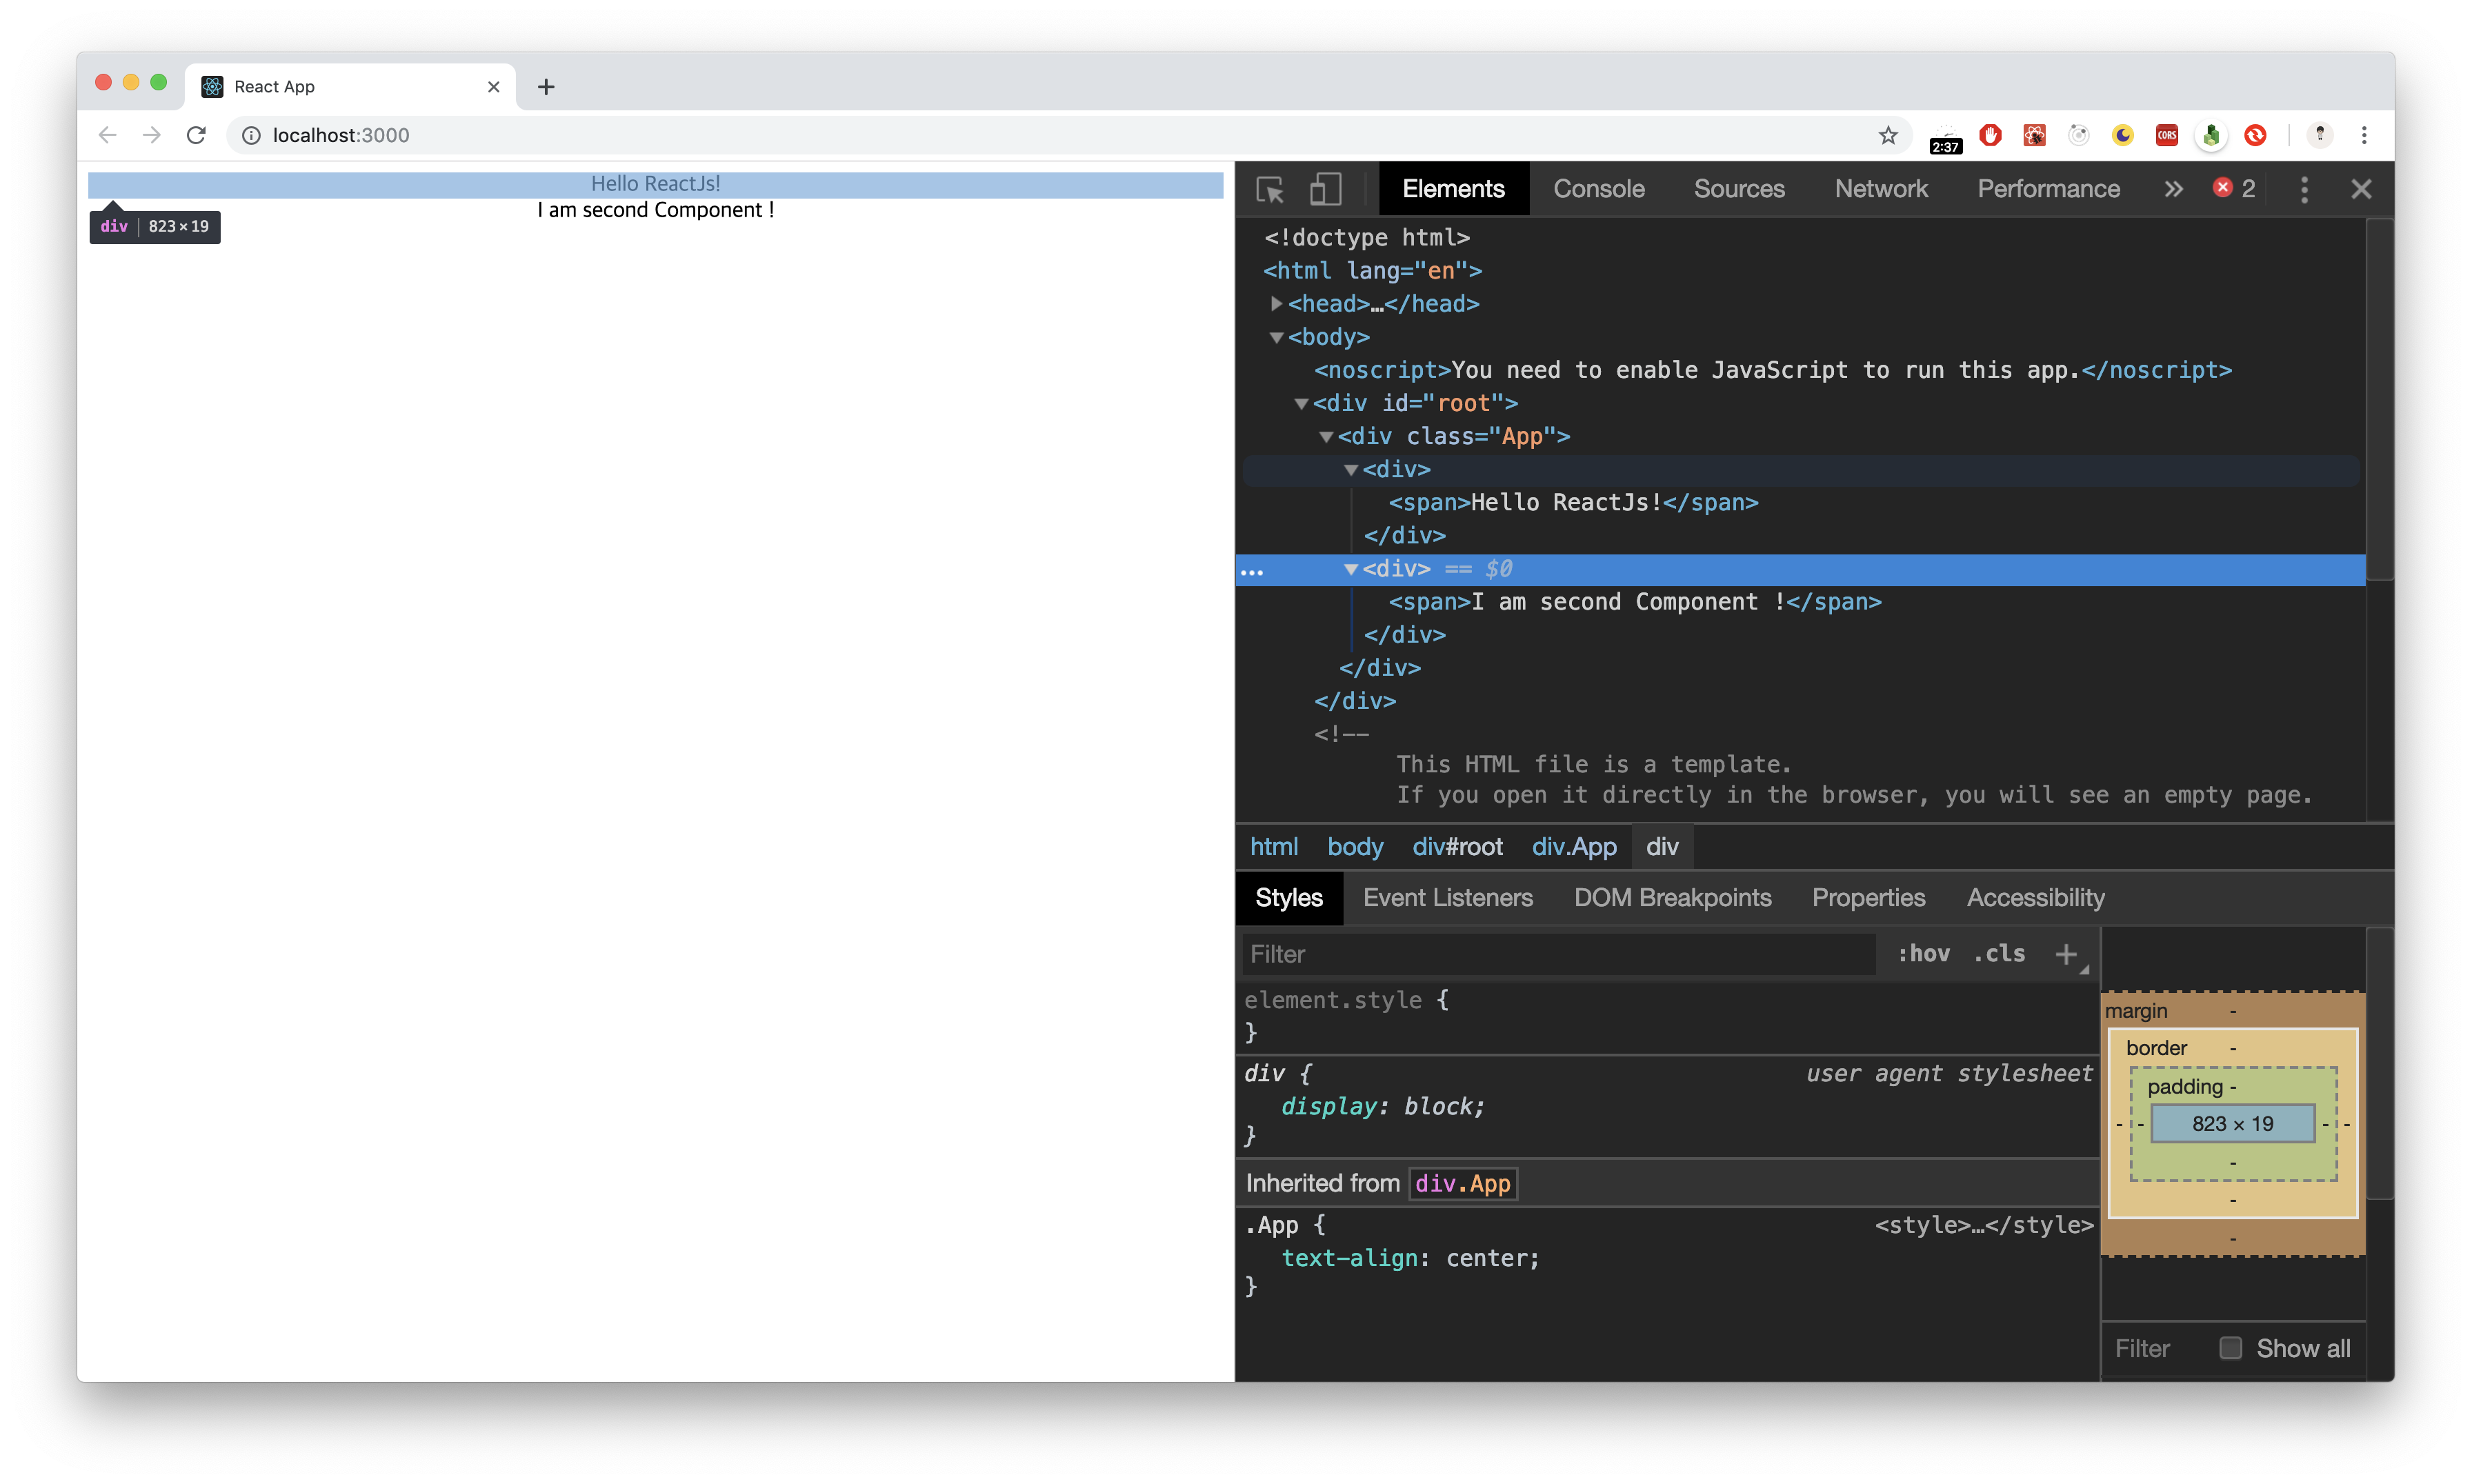 React App
localhost:3000
2:37
CORS
Hello ReactJs!
I am second Component !
div 823 × 19
Elements Console Sources Network Performance » 2
<!doctype html>
<html lang="en">
<head>…</head>
<body>
<noscript>You need to enable JavaScript to run this app.</noscript>
<div id="root">
<div class="App">
<div>
<span>Hello ReactJs!</span>
</div>
… <div> == $0
<span>I am second Component !</span>
</div>
</div>
</div>
<!--
This HTML file is a template.
If you open it directly in the browser, you will see an empty page.
html body div#root div.App div
Styles Event Listeners DOM Breakpoints Properties Accessibility
Filter :hov .cls +
element.style {
}
div { user agent stylesheet
display: block;
}
Inherited from div.App
.App { <style>…</style>
text-align: center;
}
margin -
border -
padding -
- - 823 × 19 - -
-
-
-
Filter Show all